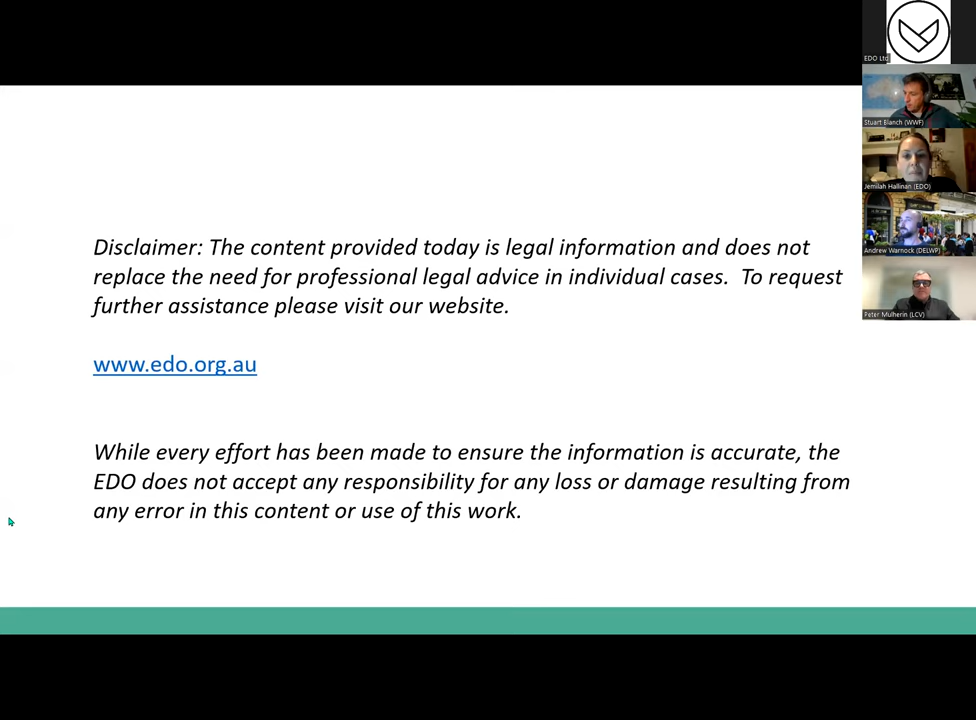 EDO Ltd
Stuart Blanch (WWF)
Jemilah Hallinan (EDO)
Andrew Warnock (DELWP)
Peter Mulherin (LCV)
Disclaimer: The content provided today is legal information and does not
replace the need for professional legal advice in individual cases. To request
further assistance please visit our website.
www.edo.org.au
While every effort has been made to ensure the information is accurate, the
EDO does not accept any responsibility for any loss or damage resulting from
any error in this content or use of this work.